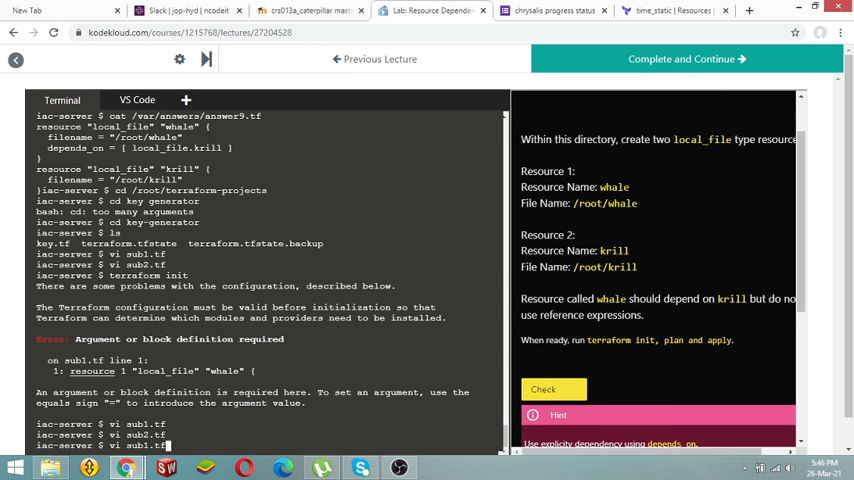 New Tab
Slack | jop-hyd | ncodeit
crs013a_caterpillar mast
Lab: Resource Depende
chrysalis progress status
time_static | Resources |
kodekloud.com/courses/1215768/lectures/27204528
Previous Lecture
Complete and Continue
Terminal
VS Code
iac-server $ cat /var/answers/answer9.tf
resource "local_file" "whale" {
filename = "/root/whale"
depends_on = [ local_file.krill ]
}
resource "local_file" "krill" {
filename = "/root/krill"
}iac-server $ cd /root/terraform-projects
iac-server $ cd key generator
bash: cd: too many arguments
iac-server $ cd key-generator
iac-server $ ls
key.tf terraform.tfstate terraform.tfstate.backup
iac-server $ vi sub1.tf
iac-server $ vi sub2.tf
iac-server $ terraform init
There are some problems with the configuration, described below.
The Terraform configuration must be valid before initialization so that
Terraform can determine which modules and providers need to be installed.
Error: Argument or block definition required
on sub1.tf line 1:
1: resource 1 "local_file" "whale" {
An argument or block definition is required here. To set an argument, use the
equals sign "=" to introduce the argument value.
iac-server $ vi sub1.tf
iac-server $ vi sub2.tf
iac-server $ vi sub1.tf
Within this directory, create two local_file type resource
Resource 1:
Resource Name: whale
File Name: /root/whale
Resource 2:
Resource Name: krill
File Name: /root/krill
Resource called whale should depend on krill but do no
use reference expressions.
When ready, run terraform init, plan and apply.
Check
Hint
Use explicity dependency using depends_on.
5:46 PM
26-Mar-21